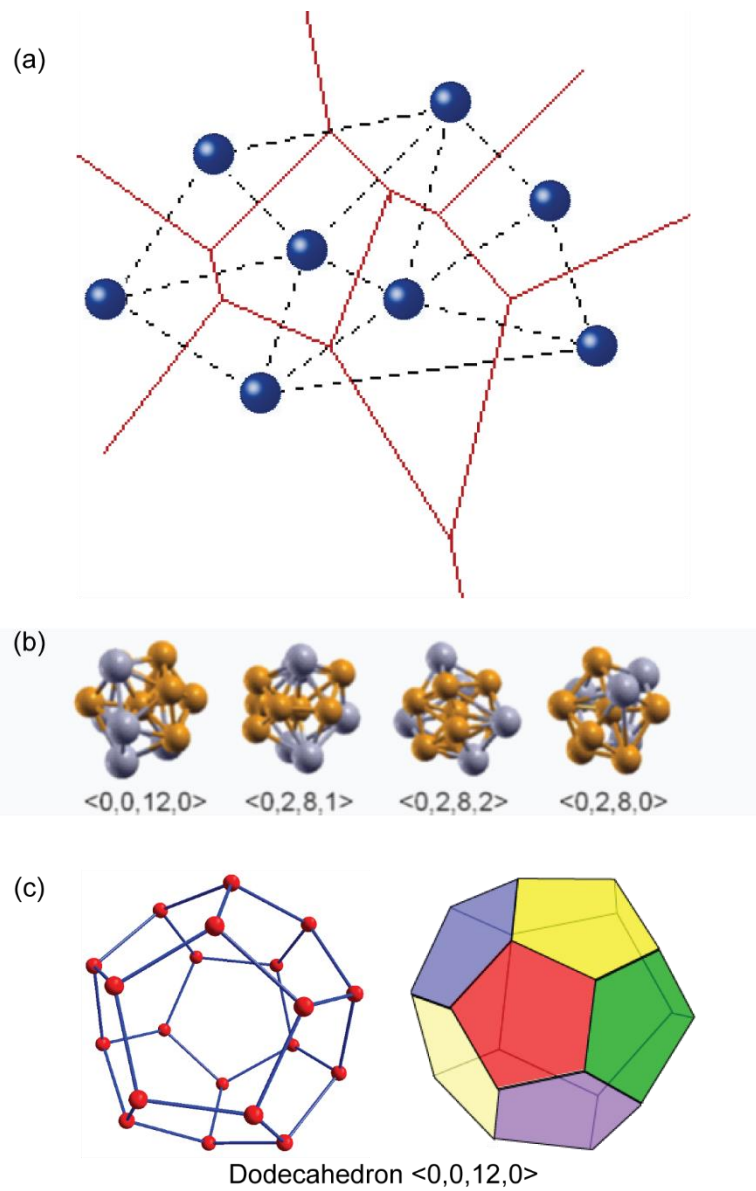 (a)
(b)
<0,0,12,0> <0,2,8,1> <0,2,8,2> <0,2,8,0>
(c)
Dodecahedron <0,0,12,0>